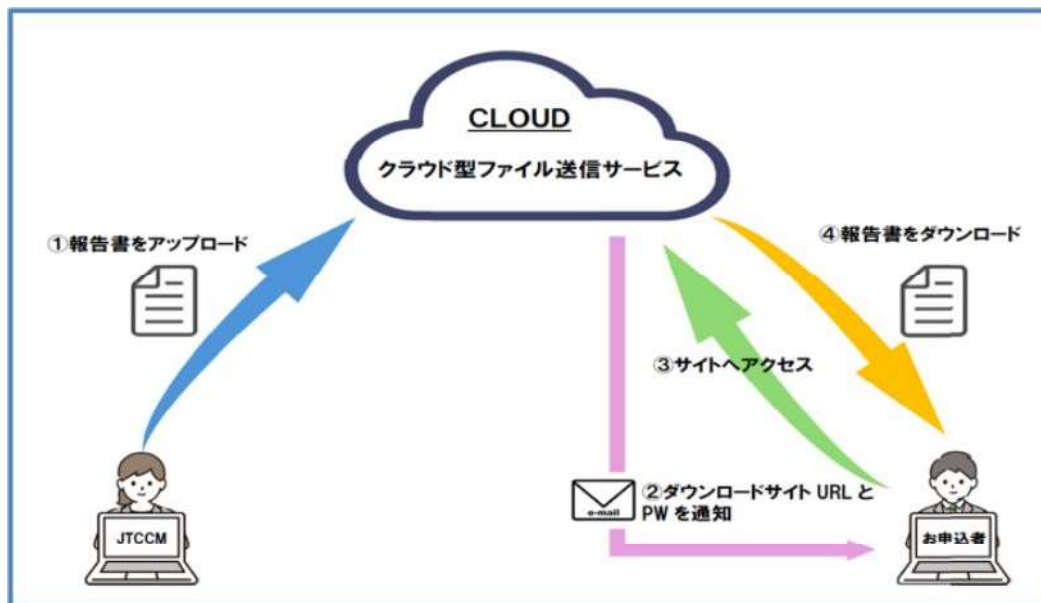 CLOUD
クラウド型ファイル送信サービス
①報告書をアップロード
④報告書をダウンロード
③サイトへアクセス
②ダウンロードサイト URL と
PW を通知
e-mail
JTCCM
お申込者